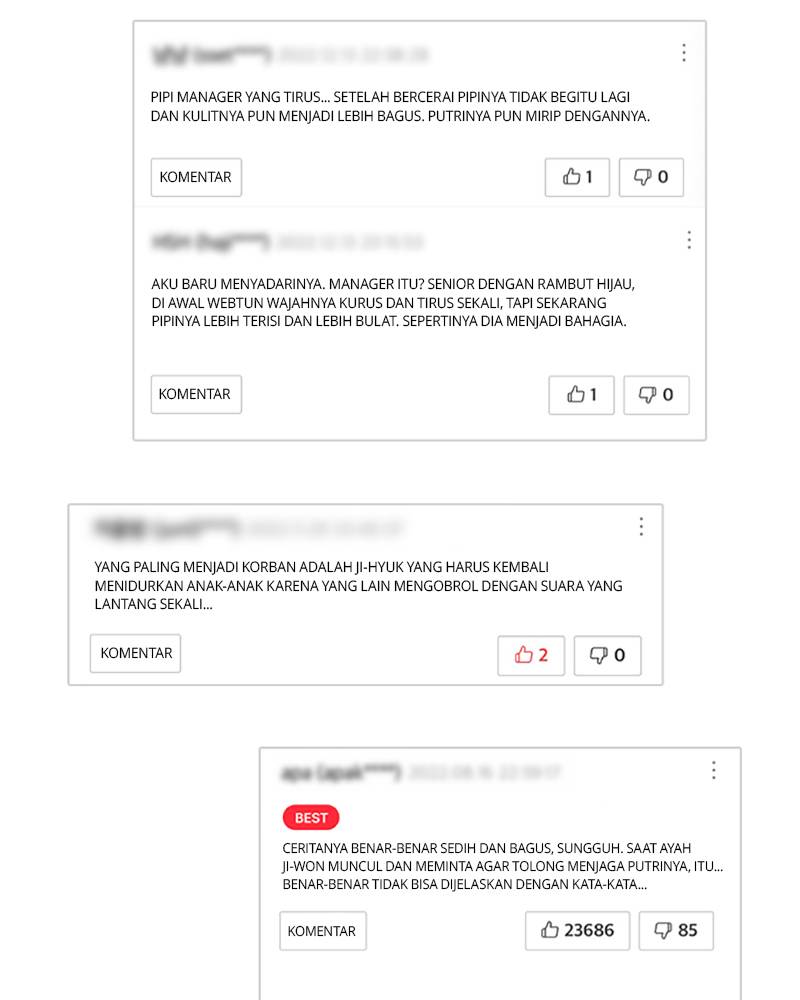 PIPI MANAGER YANG TIRUS... SETELAH BERCERAI PIPINYA TIDAK BEGITU LAGI
DAN KULITNYA PUN MENJADI LEBIH BAGUS. PUTRINYA PUN MIRIP DENGANNYA.
KOMENTAR
1
0
AKU BARU MENYADARINYA. MANAGER ITU? SENIOR DENGAN RAMBUT HIJAU,
DI AWAL WEBTUN WAJAHNYA KURUS DAN TIRUS SEKALI, TAPI SEKARANG
PIPINYA LEBIH TERISI DAN LEBIH BULAT. SEPERTINYA DIA MENJADI BAHAGIA.
KOMENTAR
1
0
YANG PALING MENJADI KORBAN ADALAH JI-HYUK YANG HARUS KEMBALI
MENIDURKAN ANAK-ANAK KARENA YANG LAIN MENGOBROL DENGAN SUARA YANG
LANTANG SEKALI...
KOMENTAR
2
0
BEST
CERITANYA BENAR-BENAR SEDIH DAN BAGUS, SUNGGUH. SAAT AYAH
JI-WON MUNCUL DAN MEMINTA AGAR TOLONG MENJAGA PUTRINYA, ITU...
BENAR-BENAR TIDAK BISA DIJELASKAN DENGAN KATA-KATA...
KOMENTAR
23686
85